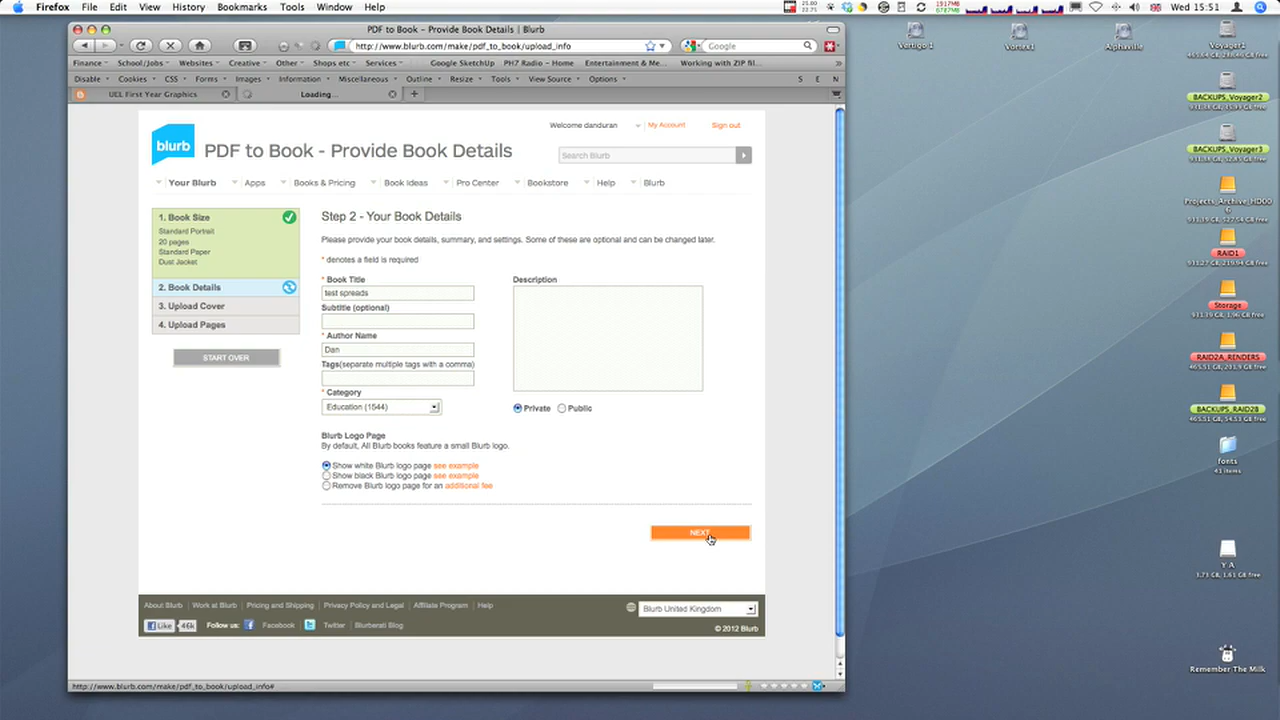 Firefox File Edit View History Bookmarks Tools Window Help
Wed 15:51
PDF to Book - Provide Book Details | Blurb
http://www.blurb.com/make/pdf_to_book/upload_info
Google
Finance School/Jobs Websites Creative Other Shops etc Services Google SketchUp PH7 Radio - Home Entertainment & Me... Working with ZIP fil...
Disable Cookies CSS Forms Images Information Miscellaneous Outline Resize Tools View Source Options S E N
UEL First Year Graphics
Loading...
Welcome danduran My Account Sign out
blurb
PDF to Book - Provide Book Details
Search Blurb
Your Blurb Apps Books & Pricing Book Ideas Pro Center Bookstore Help Blurb
1. Book Size
Standard Portrait
20 pages
Standard Paper
Dust Jacket
2. Book Details
3. Upload Cover
4. Upload Pages
START OVER
Step 2 - Your Book Details
Please provide your book details, summary, and settings. Some of these are optional and can be changed later.
* denotes a field is required
* Book Title
test spreads
Subtitle (optional)
* Author Name
Dan
Tags(separate multiple tags with a comma)
* Category
Education (1544)
Description
Private Public
Blurb Logo Page
By default, All Blurb books feature a small Blurb logo.
Show white Blurb logo page see example
Show black Blurb logo page see example
Remove Blurb logo page for an additional fee
NEXT
About Blurb Work at Blurb Pricing and Shipping Privacy Policy and Legal Affiliate Program Help
Blurb United Kingdom
Like 46k Follow us: Facebook Twitter Blurberati Blog
© 2012 Blurb
http://www.blurb.com/make/pdf_to_book/upload_info#
Vertigo 1
Vortex1
Alphaville
Voyager1
BACKUPS_Voyager2
BACKUPS_Voyager3
Projects_Archive_HD00
6
RAID1
Storage
RAID2A_RENDERS
BACKUPS_RAID2B
fonts
43 items
Y A
Remember The Milk